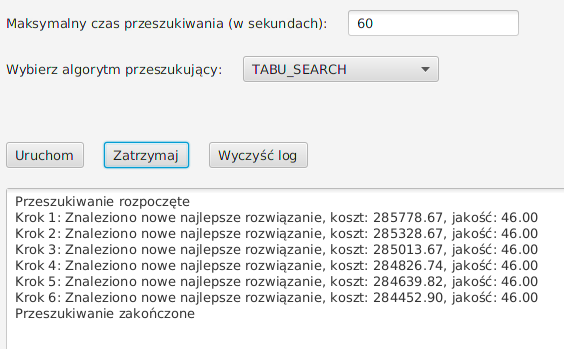 Maksymalny czas przeszukiwania (w sekundach): 60
Wybierz algorytm przeszukujący: TABU_SEARCH
Uruchom Zatrzymaj Wyczyść log
Przeszukiwanie rozpoczęte
Krok 1: Znaleziono nowe najlepsze rozwiązanie, koszt: 285778.67, jakość: 46.00
Krok 2: Znaleziono nowe najlepsze rozwiązanie, koszt: 285328.67, jakość: 46.00
Krok 3: Znaleziono nowe najlepsze rozwiązanie, koszt: 285013.67, jakość: 46.00
Krok 4: Znaleziono nowe najlepsze rozwiązanie, koszt: 284826.74, jakość: 46.00
Krok 5: Znaleziono nowe najlepsze rozwiązanie, koszt: 284639.82, jakość: 46.00
Krok 6: Znaleziono nowe najlepsze rozwiązanie, koszt: 284452.90, jakość: 46.00
Przeszukiwanie zakończone